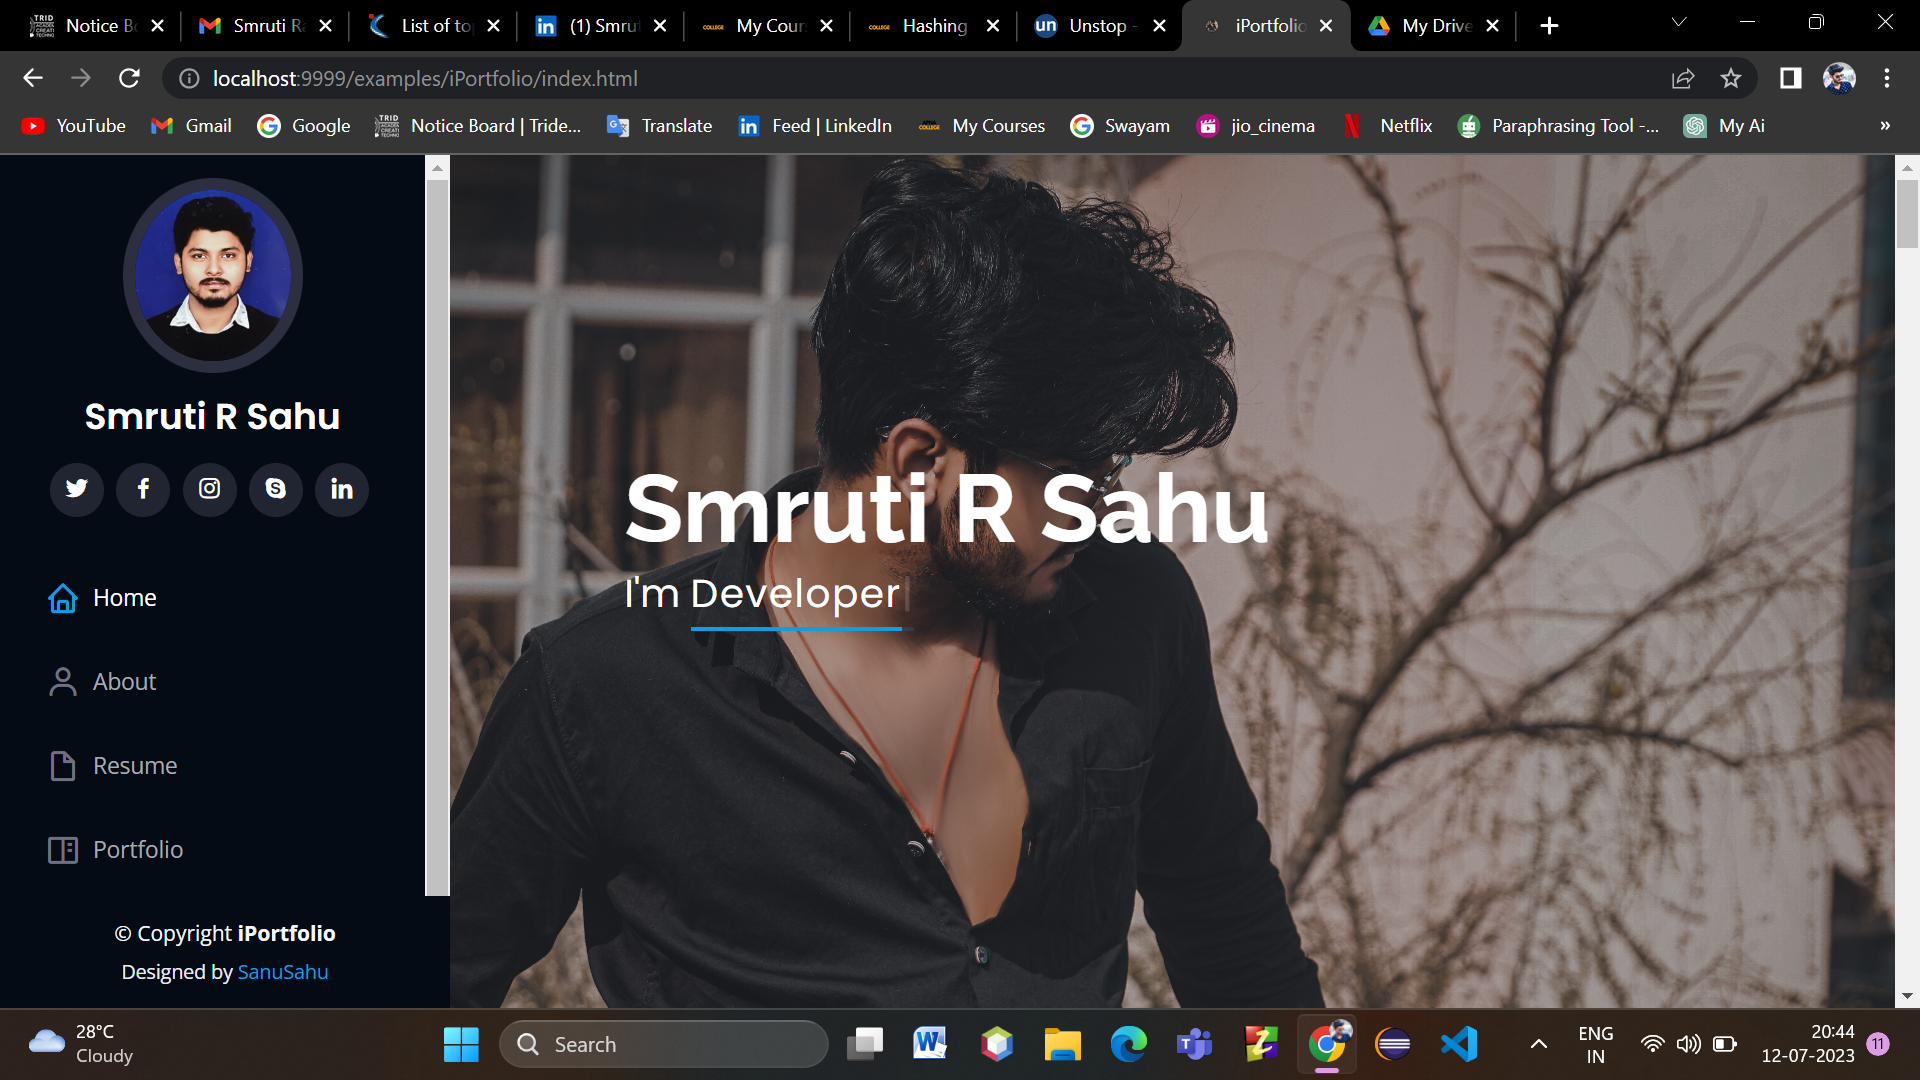 Notice B
Smruti R
List of to
(1) Smrut
My Cour
Hashing
Unstop -
iPortfolio
My Drive
localhost:9999/examples/iPortfolio/index.html
YouTube
Gmail
Google
Notice Board | Tride...
Translate
Feed | LinkedIn
My Courses
Swayam
jio_cinema
Netflix
Paraphrasing Tool -...
My Ai
»
Smruti R Sahu
Home
About
Resume
Portfolio
© Copyright iPortfolio
Designed by SanuSahu
Smruti R Sahu
I'm Developer
28°C
Cloudy
Search
ENG
IN
20:44
12-07-2023
11